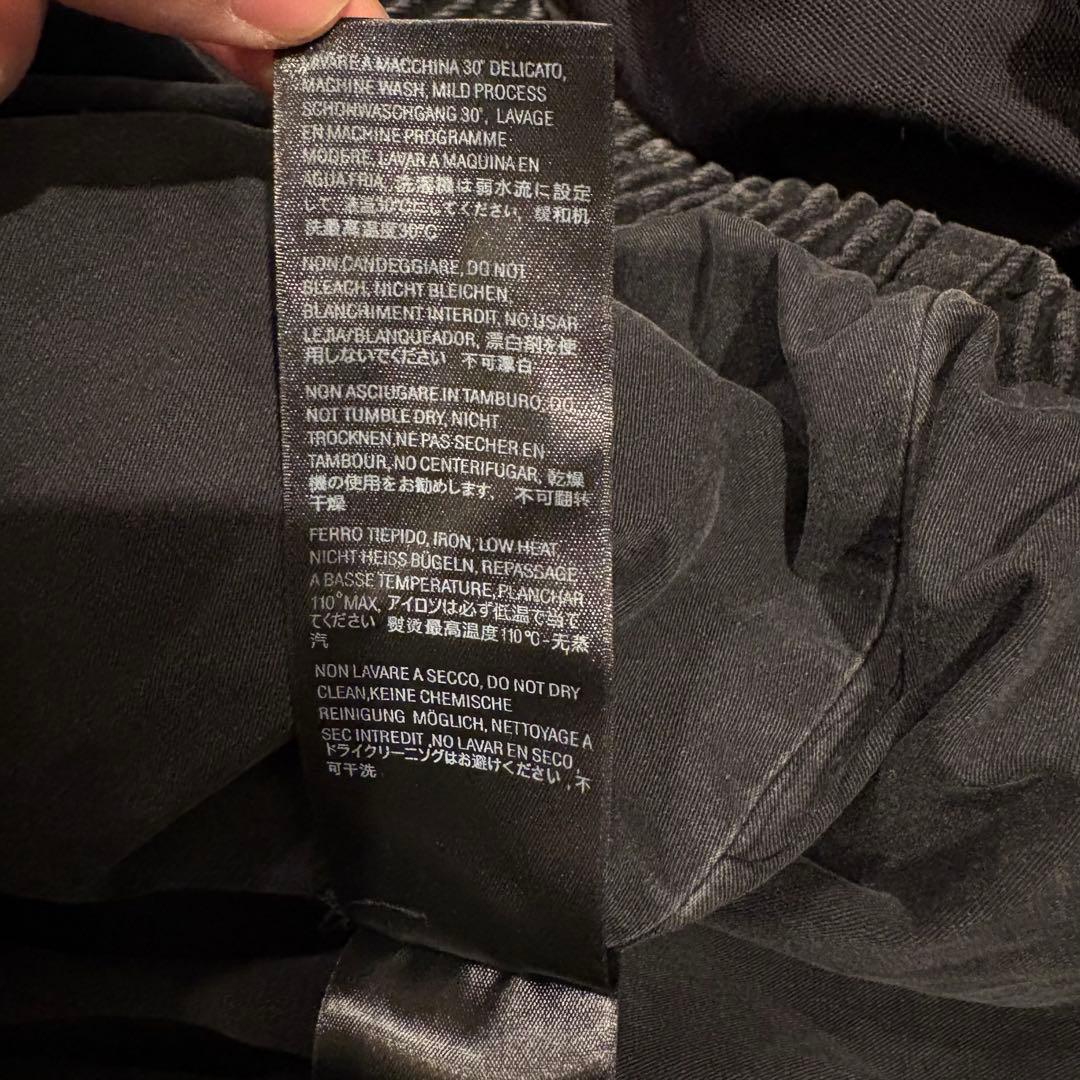 LAVARE A MACCHINA 30° DELICATO,
MACHINE WASH, MILD PROCESS
SCHONWASCHGANG 30°, LAVAGE
EN MACHINE PROGRAMME
MODERE, LAVAR A MAQUINA EN
AGUA FRIA, 洗濯機は弱水流に設定
して、水温30℃にしてください, 缓和机
洗最高温度30℃
NON CANDEGGIARE, DO NOT
BLEACH, NICHT BLEICHEN,
BLANCHIMENT INTERDIT, NO USAR
LEJIA/BLANQUEADOR, 漂白剤を使
用しないでください 不可漂白
NON ASCIUGARE IN TAMBURO, DO
NOT TUMBLE DRY, NICHT
TROCKNEN,NE PAS SECHER EN
TAMBOUR, NO CENTERIFUGAR, 乾燥
機の使用をお勧めします, 不可翻转
干燥
FERRO TIEPIDO, IRON, LOW HEAT,
NICHT HEISS BÜGELN, REPASSAGE
A BASSE TEMPERATURE,PLANCHAR
110°MAX, アイロンは必ず低温で当て
てください 熨烫最高温度110℃-无蒸
汽
NON LAVARE A SECCO, DO NOT DRY
CLEAN,KEINE CHEMISCHE
REINIGUNG MÖGLICH, NETTOYAGE A
SEC INTREDIT ,NO LAVAR EN SECO,
ドライクリーニングはお避けください ,不
可干洗